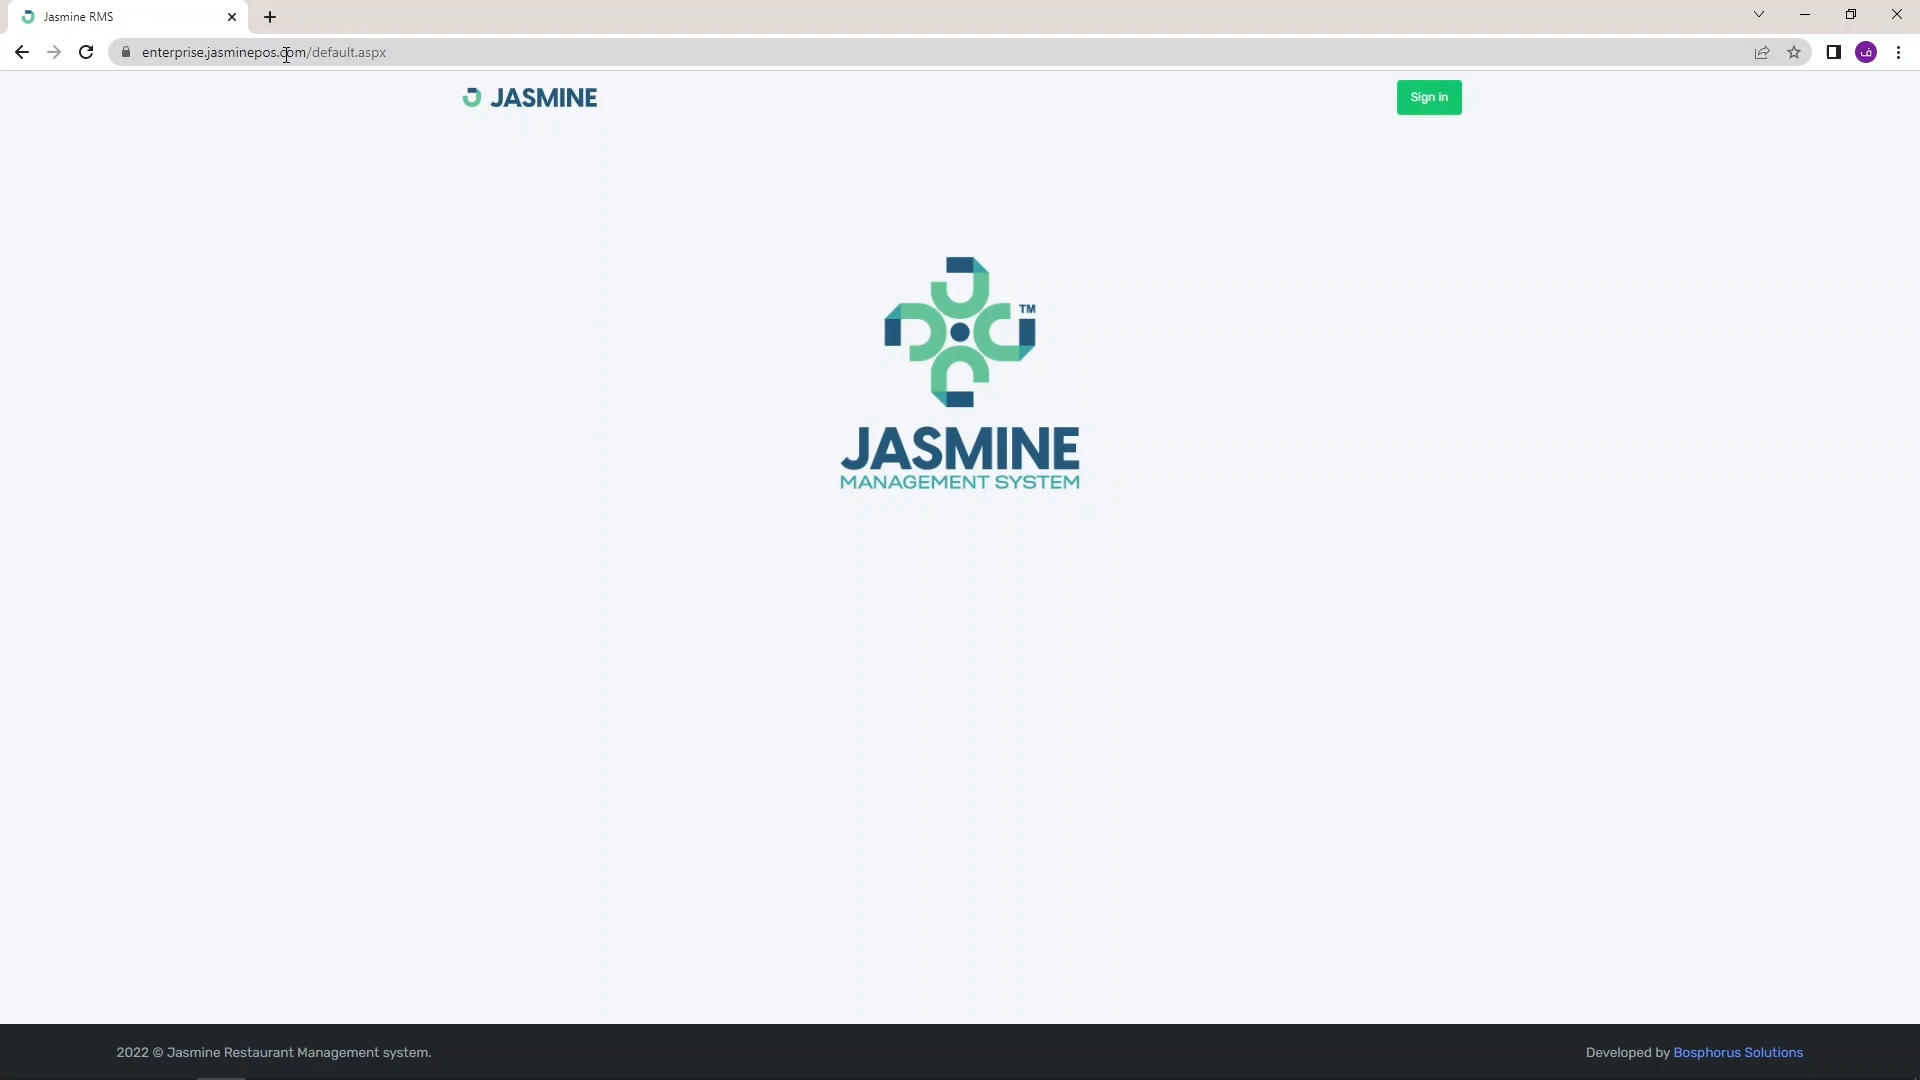 Jasmine RMS
enterprise.jasminepos.com/default.aspx
ف
JASMINE
Sign in
TM
JASMINE
MANAGEMENT SYSTEM
2022 © Jasmine Restaurant Management system.
Developed by Bosphorus Solutions